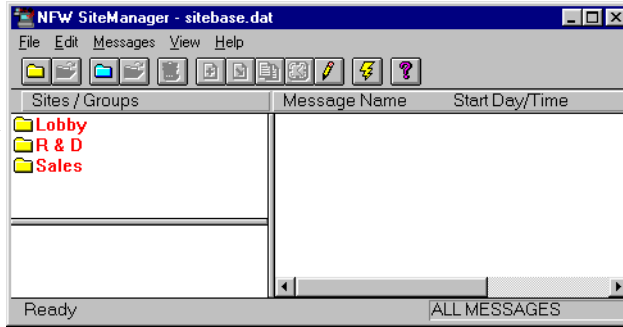 NFW SiteManager - sitebase.dat
File Edit Messages View Help
Sites / Groups Message Name Start Day/Time
Lobby
R & D
Sales
Ready ALL MESSAGES